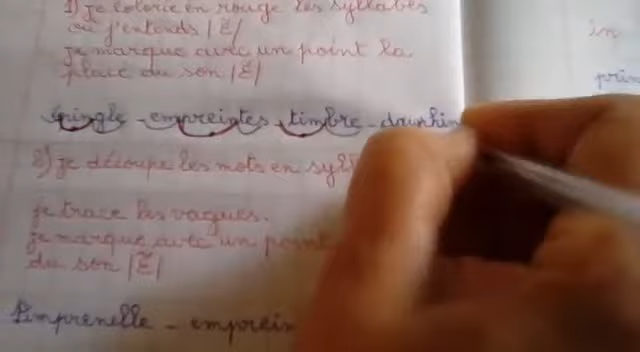 1) je colorie en rouge les syllabes
où j'entends |ɛ̃|
je marque avec un point la
place du son |ɛ̃|
épingle - empreintes - timbre - dauphin
2) je découpe les mots en syl
je trace les vagues.
je marque avec un point
du son |ɛ̃|
Pimprenelle - emprein
in
prin